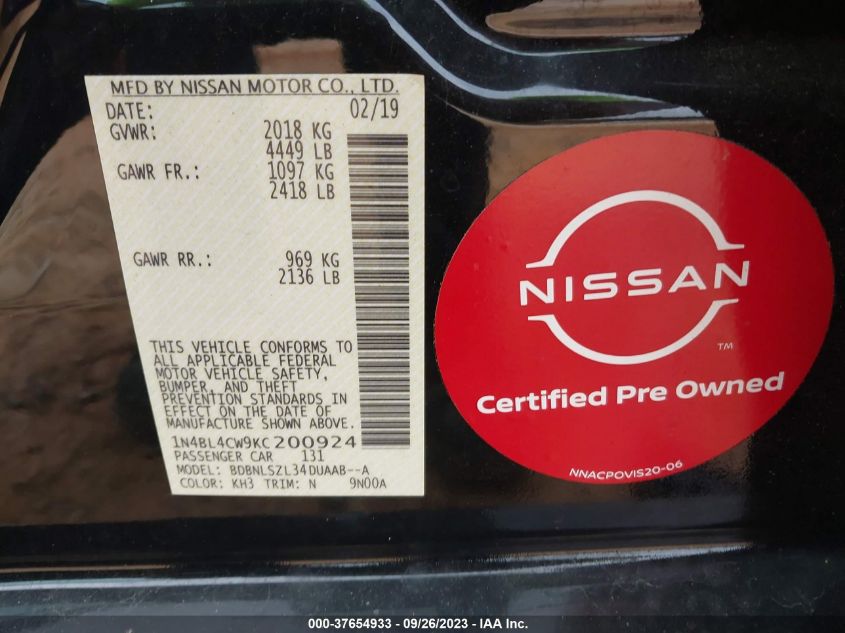 MFD BY NISSAN MOTOR CO., LTD.
DATE: 02/19
GVWR: 2018 KG
4449 LB
GAWR FR.: 1097 KG
2418 LB
GAWR RR.: 969 KG
2136 LB
THIS VEHICLE CONFORMS TO
ALL APPLICABLE FEDERAL
MOTOR VEHICLE SAFETY,
BUMPER, AND THEFT
PREVENTION STANDARDS IN
EFFECT ON THE DATE OF
MANUFACTURE SHOWN ABOVE.
1N4BL4CW9KC200924
PASSENGER CAR 131
MODEL: BDBNLSZL34DUAAB--A
COLOR: KH3 TRIM: N 9N00A
NISSAN
TM
Certified Pre Owned
NNACPOVIS20-06
000-37654933 - 09/26/2023 - IAA Inc.